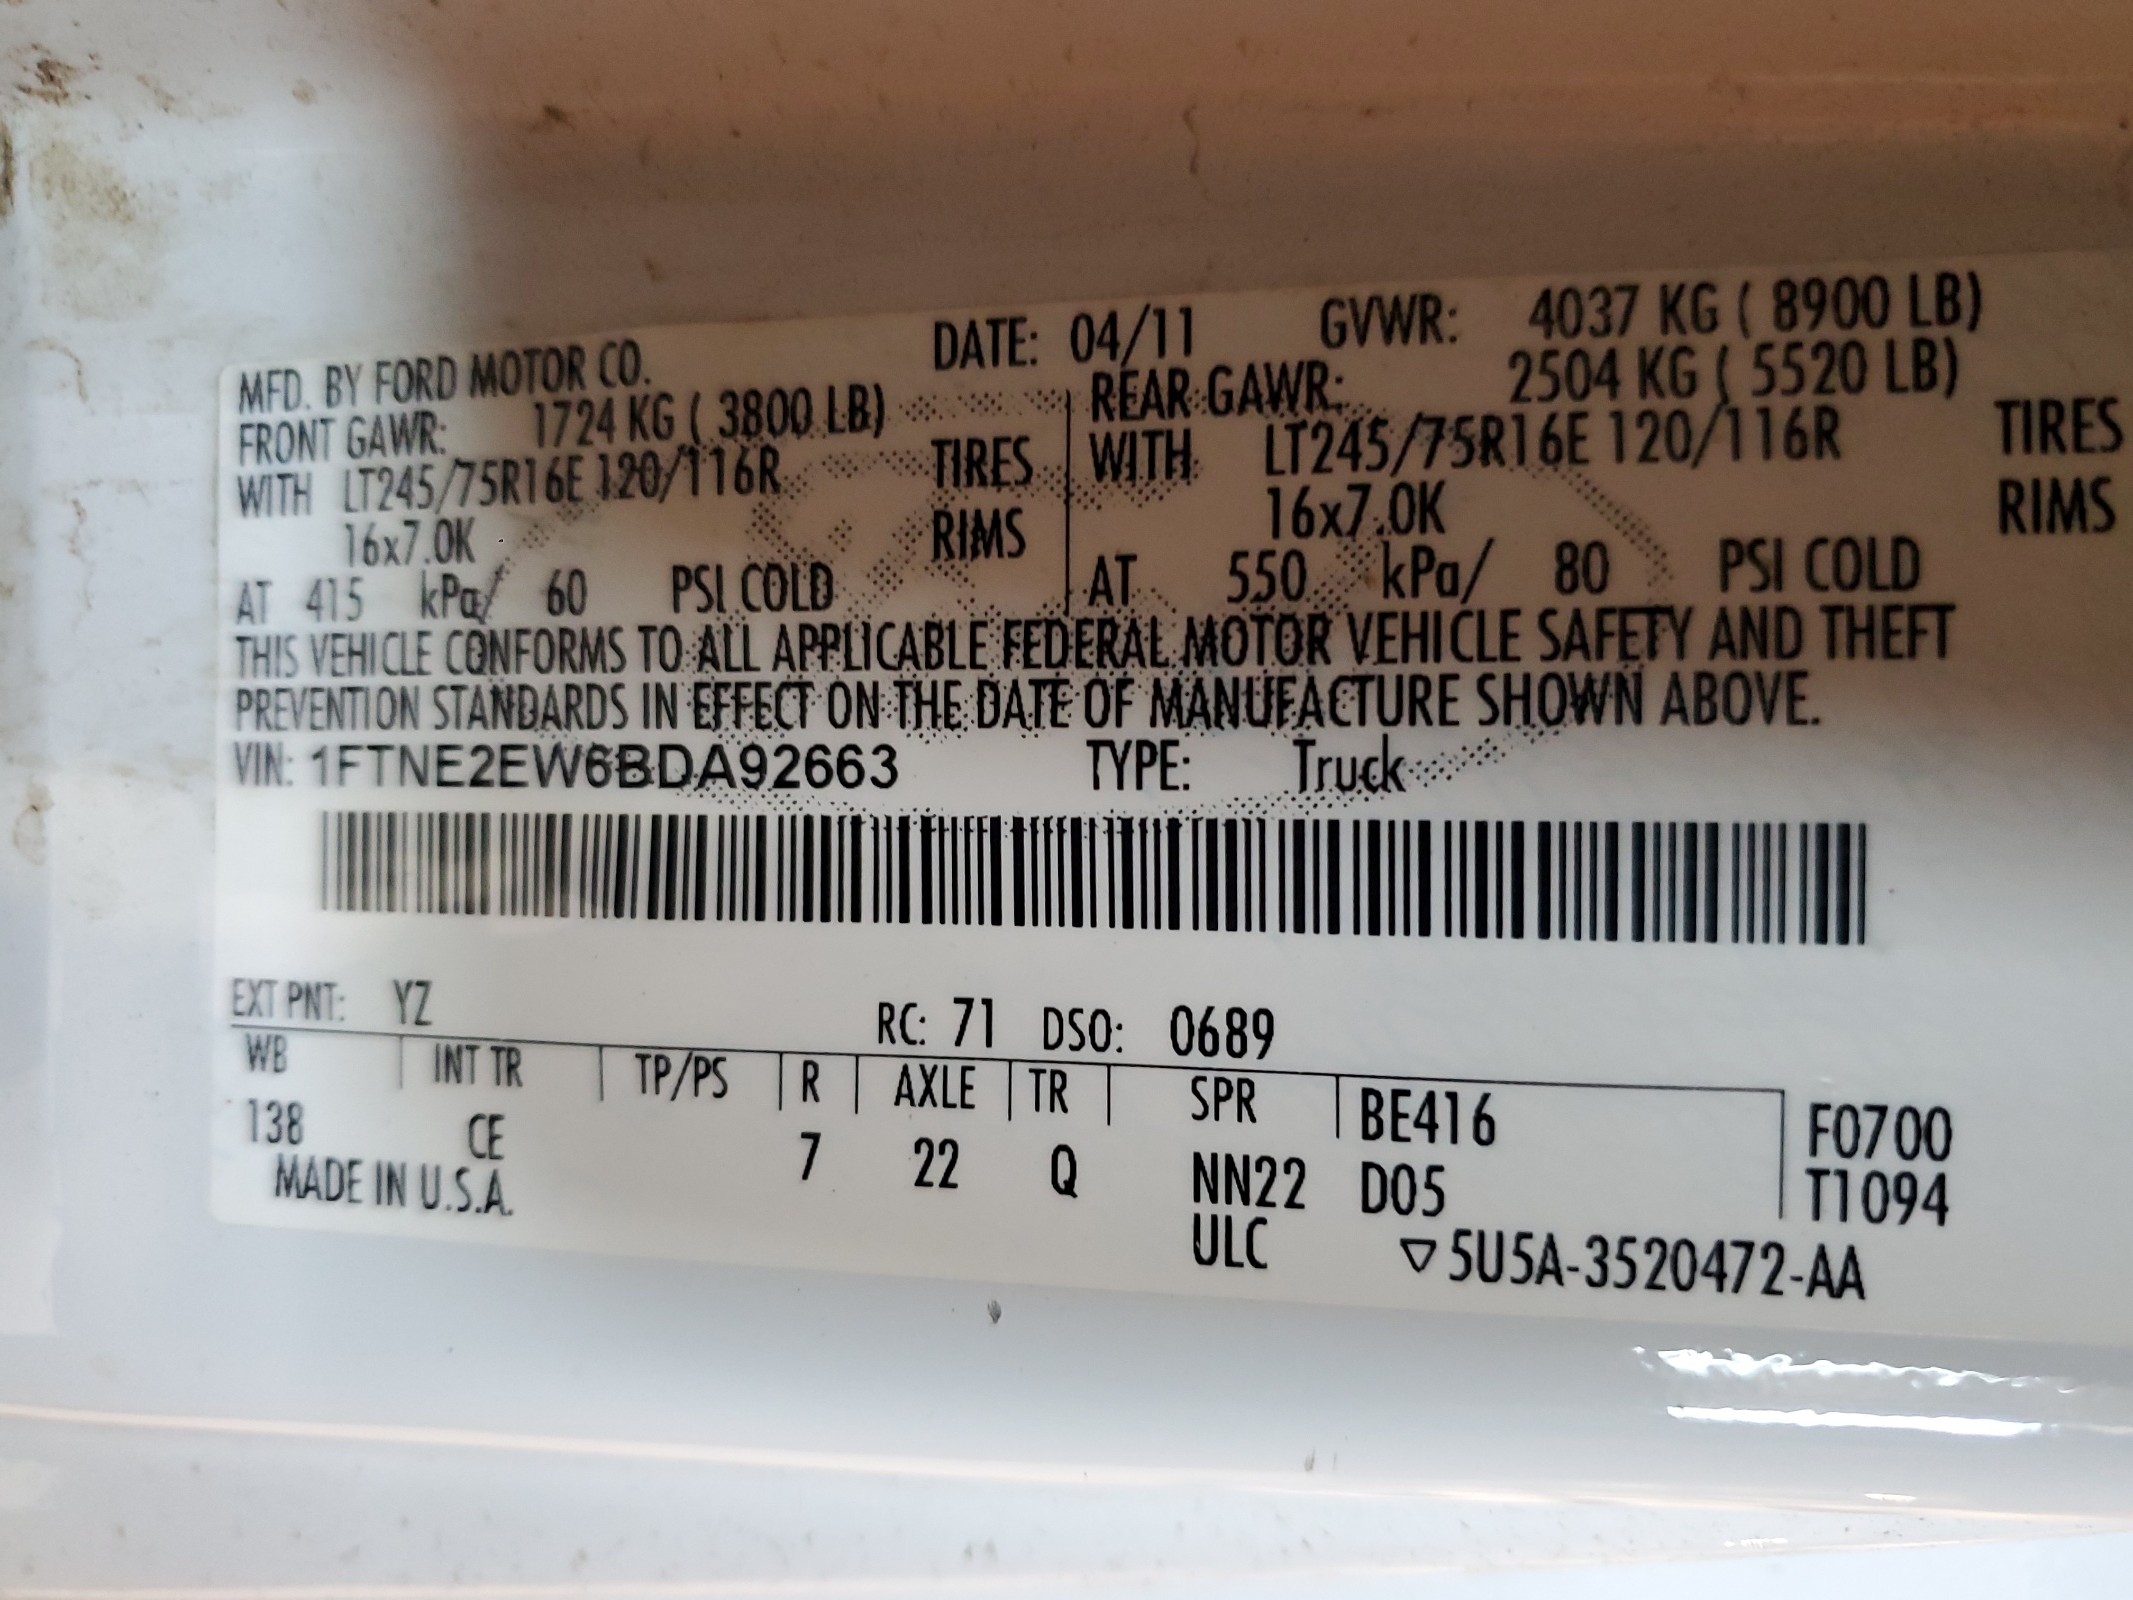 MFD. BY FORD MOTOR CO. DATE: 04/11 GVWR: 4037 KG ( 8900 LB)
FRONT GAWR: 1724 KG ( 3800 LB) REAR GAWR: 2504 KG ( 5520 LB)
WITH LT245/75R16E 120/116R TIRES WITH LT245/75R16E 120/116R TIRES
16x7.0K RIMS 16x7.0K RIMS
AT 415 kPa/ 60 PSI COLD AT 550 kPa/ 80 PSI COLD
THIS VEHICLE CONFORMS TO ALL APPLICABLE FEDERAL MOTOR VEHICLE SAFETY AND THEFT
PREVENTION STANDARDS IN EFFECT ON THE DATE OF MANUFACTURE SHOWN ABOVE.
VIN: 1FTNE2EW6BDA92663 TYPE: Truck
EXT PNT: YZ RC: 71 DSO: 0689
WB INT TR TP/PS R AXLE TR SPR BE416 F0700
138 CE 7 22 Q NN22 D05 T1094
MADE IN U.S.A. ULC ▽5U5A-3520472-AA